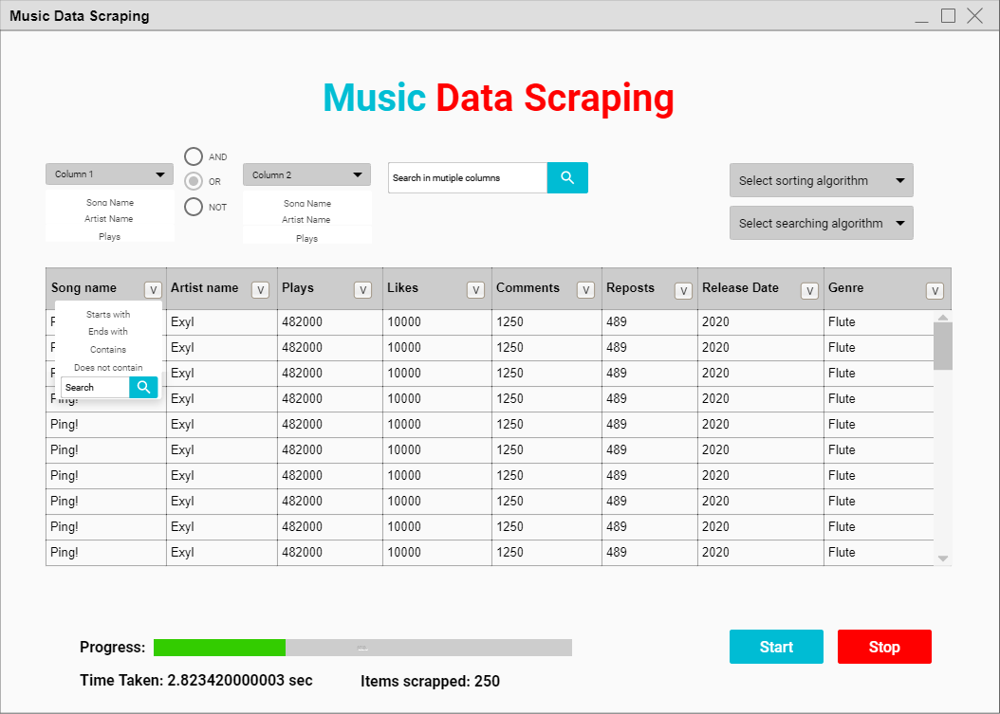 Music Data Scraping
Music Data Scraping
Column 1
Song Name
Artist Name
Plays
AND
OR
NOT
Column 2
Song Name
Artist Name
Plays
Search in mutiple columns
Select sorting algorithm
Select searching algorithm
Song name V Artist name V Plays V Likes V Comments V Reposts V Release Date V Genre V
Starts with
Ends with
Contains
Does not contain
Search
P Exyl 482000 10000 1250 489 2020 Flute
P Exyl 482000 10000 1250 489 2020 Flute
P Exyl 482000 10000 1250 489 2020 Flute
Ping! Exyl 482000 10000 1250 489 2020 Flute
Ping! Exyl 482000 10000 1250 489 2020 Flute
Ping! Exyl 482000 10000 1250 489 2020 Flute
Ping! Exyl 482000 10000 1250 489 2020 Flute
Ping! Exyl 482000 10000 1250 489 2020 Flute
Ping! Exyl 482000 10000 1250 489 2020 Flute
Ping! Exyl 482000 10000 1250 489 2020 Flute
Progress:
Time Taken: 2.823420000003 sec
Items scrapped: 250
Start
Stop